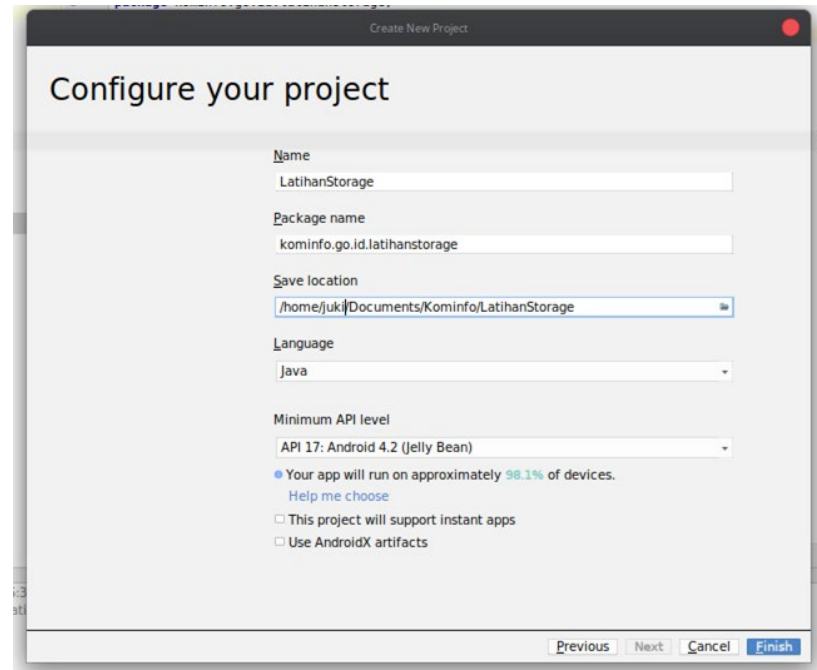 Create New Project
Configure your project
Name
LatihanStorage
Package name
kominfo.go.id.latihanstorage
Save location
/home/juki/Documents/Kominfo/LatihanStorage
Language
Java
Minimum API level
API 17: Android 4.2 (Jelly Bean)
Your app will run on approximately 98.1% of devices.
Help me choose
This project will support instant apps
Use AndroidX artifacts
Previous Next Cancel Finish